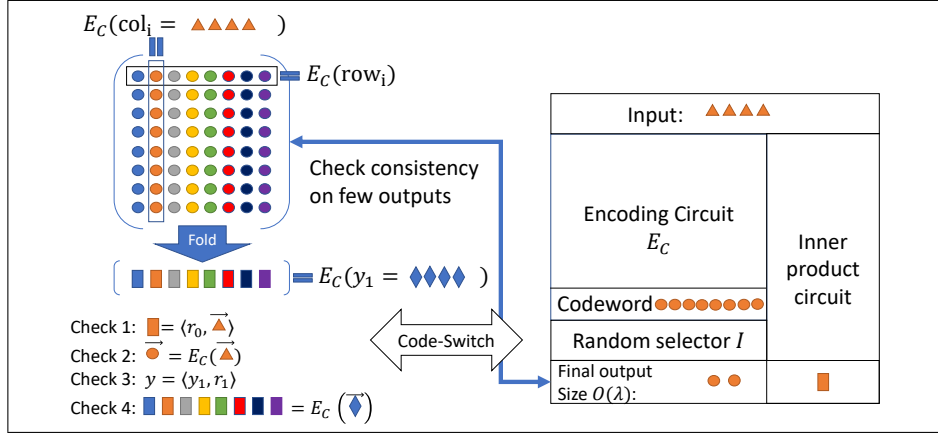 E_C(col_i = )
= E_C(row_i)
Check consistency
on few outputs
Fold
= E_C(y_1 = )
Check 1: = ⟨r_0, ⟩
Check 2: = E_C( )
Check 3: y = ⟨y_1, r_1⟩
Check 4: = E_C ( )
Code-Switch
Input:
Encoding Circuit
E_C
Inner
product
circuit
Codeword
Random selector I
Final output
Size O(λ):